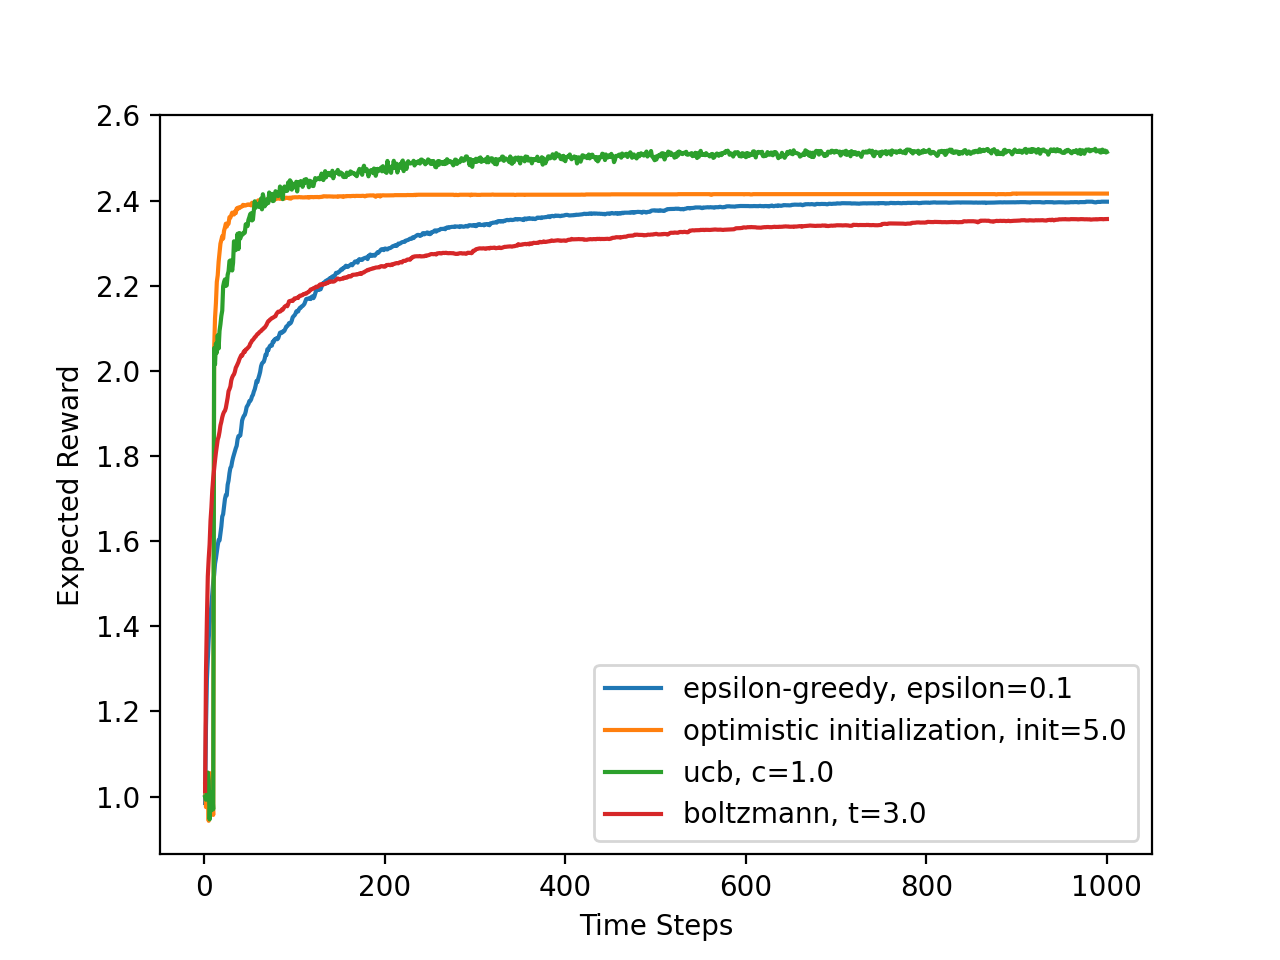 2.6
2.4
2.2
2.0
1.8
1.6
1.4
1.2
1.0
Expected Reward
epsilon-greedy, epsilon=0.1
optimistic initialization, init=5.0
ucb, c=1.0
boltzmann, t=3.0
0 200 400 600 800 1000
Time Steps